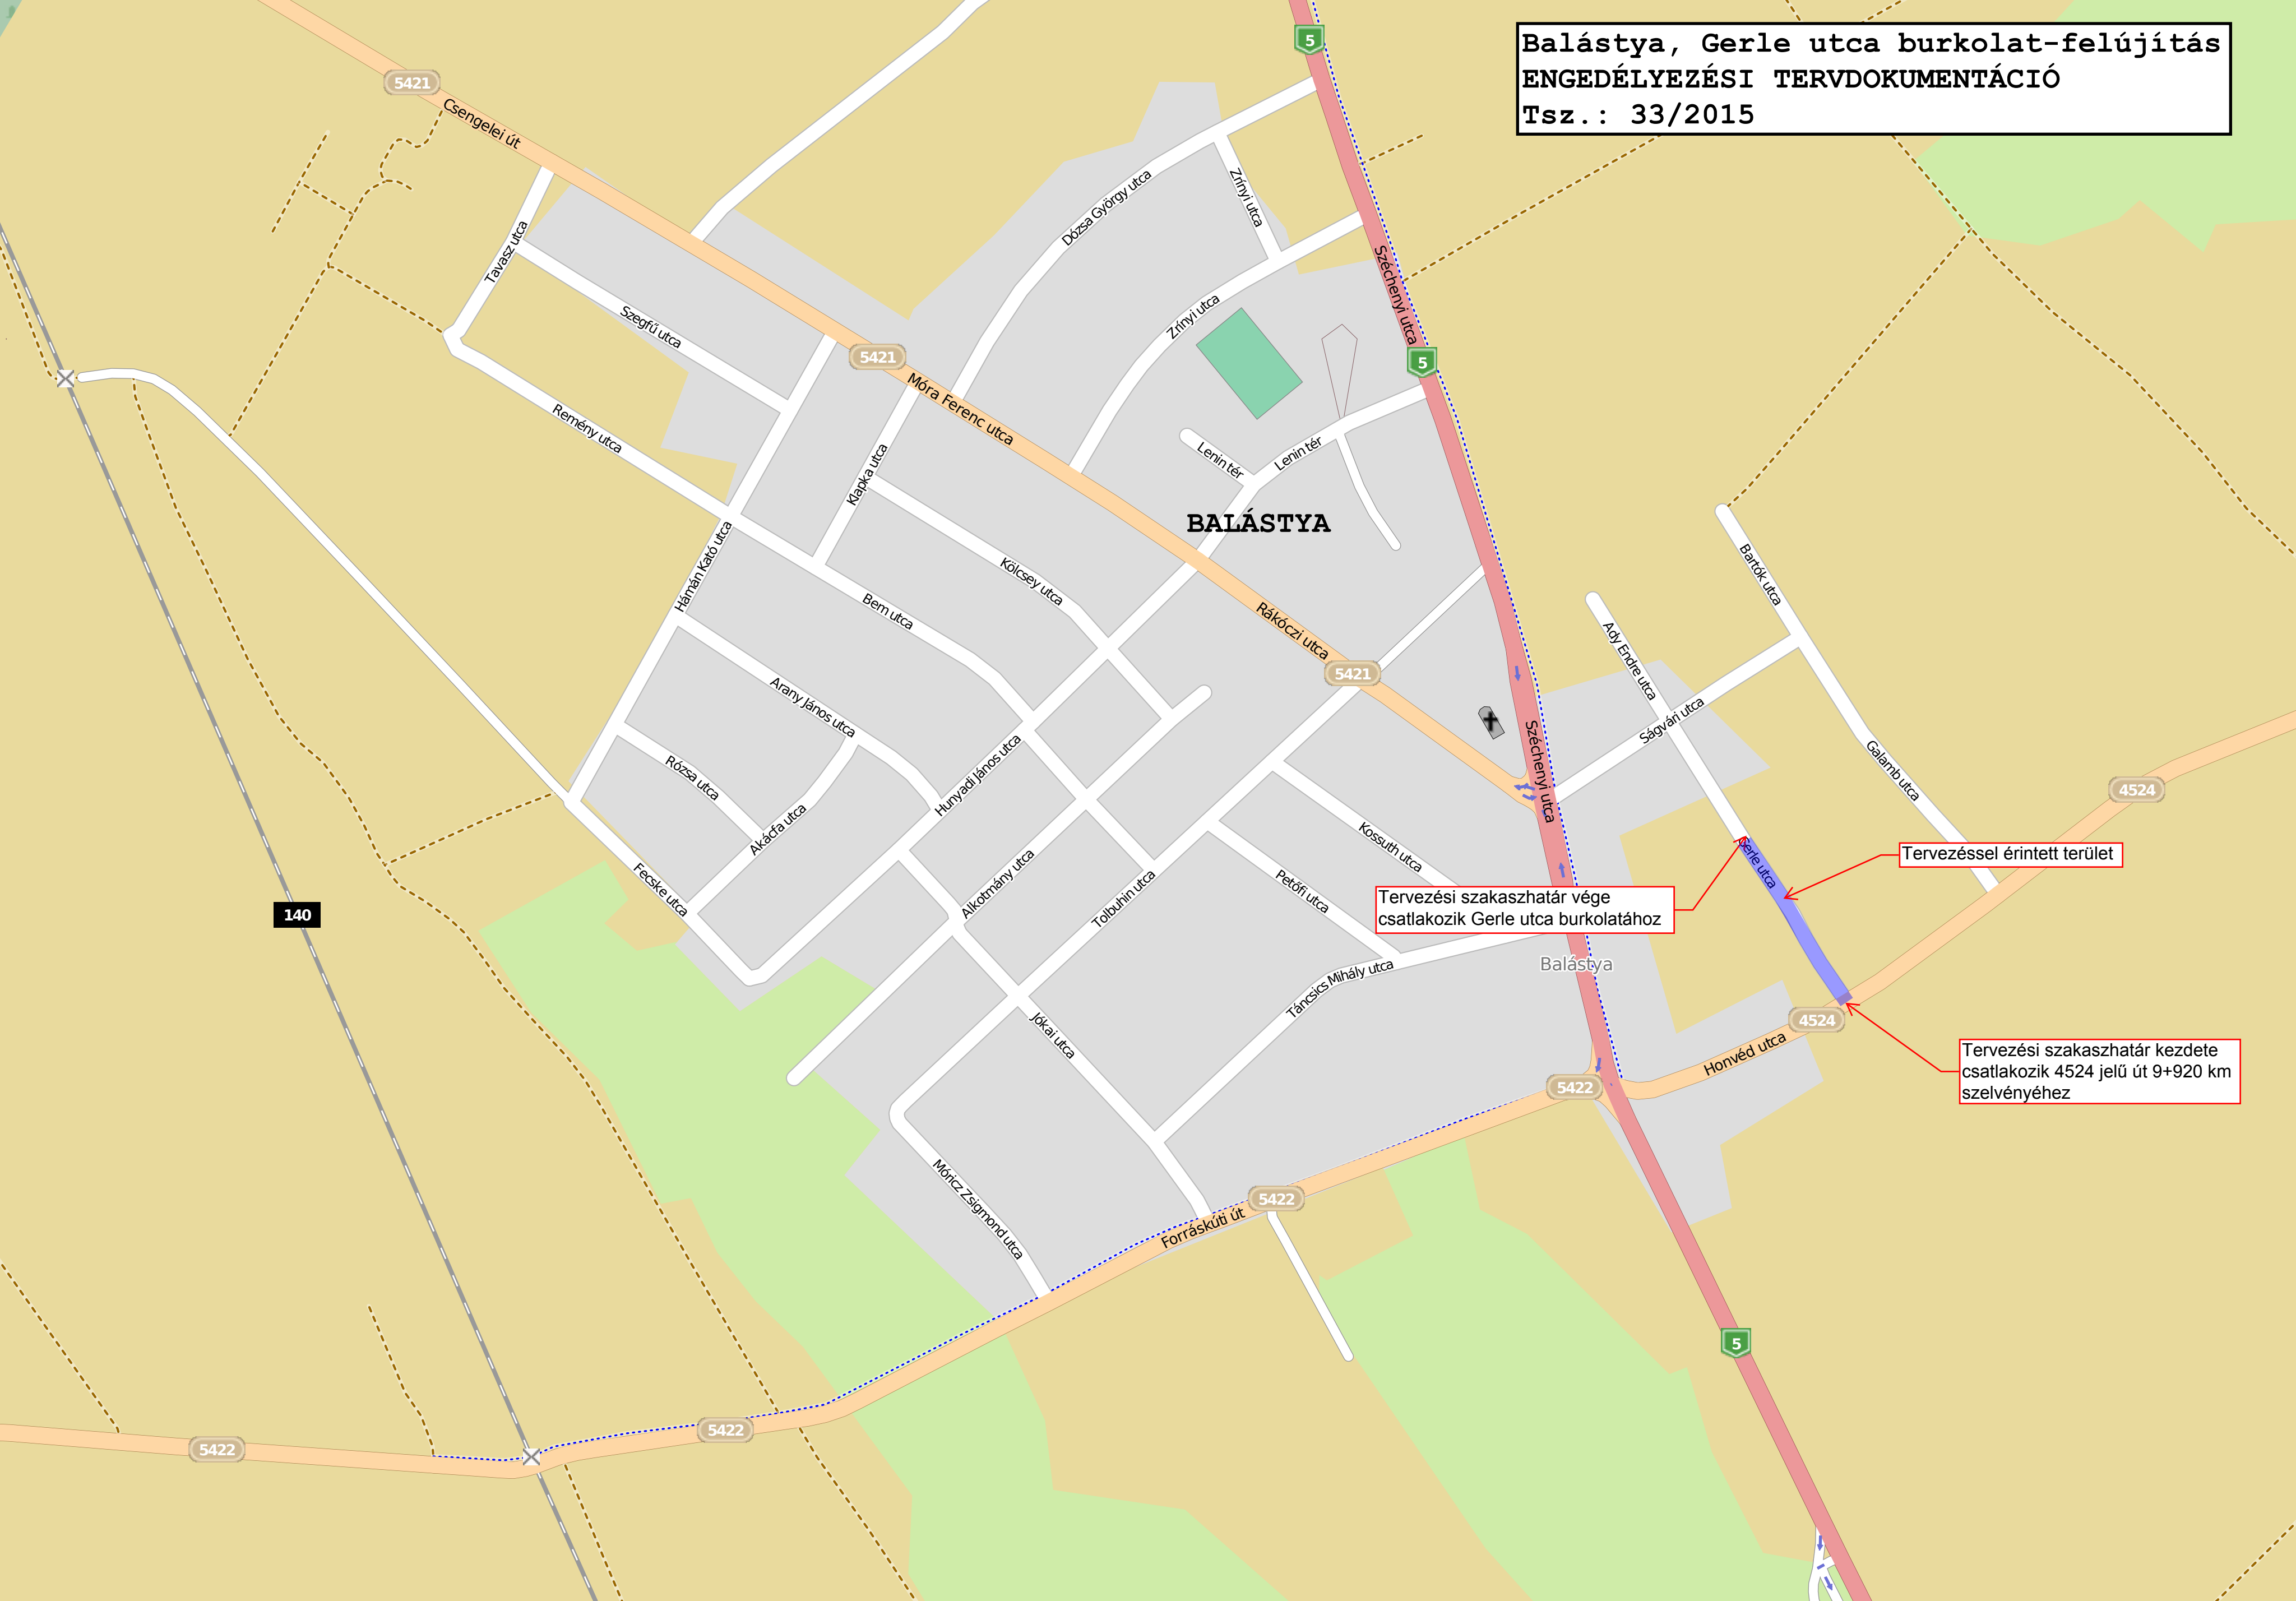 Balástya, Gerle utca burkolat-felújítás
ENGEDÉLYEZÉSI TERVDOKUMENTÁCIÓ
Tsz.: 33/2015
5
5421
Csengelei út
Dózsa György utca
Zrínyi utca
Tavasz utca
Széchenyi utca
Szegfű utca
Zrínyi utca
5421
5
Móra Ferenc utca
Remény utca
Klapka utca
Lenin tér
Lenin tér
BALÁSTYA
Hámán Kató utca
Kölcsey utca
Bem utca
Bartók utca
Rákóczi utca
Ady Endre utca
5421
Arany János utca
Ságvári utca
Rózsa utca
Hunyadi János utca
Széchenyi utca
Galamb utca
4524
Akácfa utca
Kossuth utca
Gerle utca
Tervezéssel érintett terület
Fecske utca
Alkotmány utca
Tolbuhin utca
Petőfi utca
Tervezési szakaszhatár vége
csatlakozik Gerle utca burkolatához
140
Balástya
Táncsics Mihály utca
Jókai utca
4524
Honvéd utca
Tervezési szakaszhatár kezdete
csatlakozik 4524 jelű út 9+920 km
szelvényéhez
5422
Móricz Zsigmond utca
5422
Forráskúti út
5
5422
5422